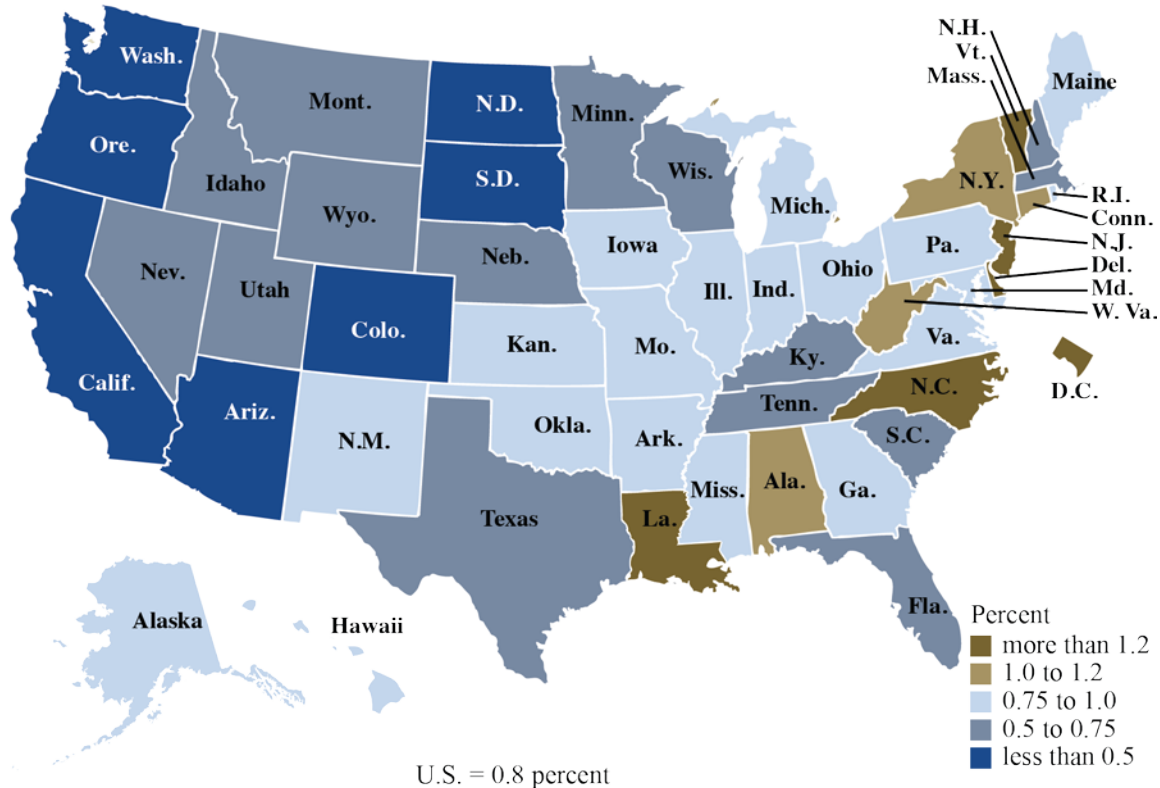 N.H.
Vt.
Mass.
Maine
Wash.
Mont.
N.D.
Minn.
Ore.
Idaho
S.D.
Wis.
Wyo.
Mich.
N.Y.
R.I.
Conn.
N.J.
Del.
Md.
W. Va.
Nev.
Utah
Neb.
Iowa
Pa.
Colo.
Ill.
Ind.
Ohio
Kan.
Mo.
Ky.
Va.
Calif.
Ariz.
N.M.
Okla.
Ark.
Tenn.
N.C.
D.C.
S.C.
Miss.
Ala.
Ga.
Texas
La.
Fla.
Alaska
Hawaii
Percent
more than 1.2
1.0 to 1.2
0.75 to 1.0
0.5 to 0.75
less than 0.5
U.S. = 0.8 percent